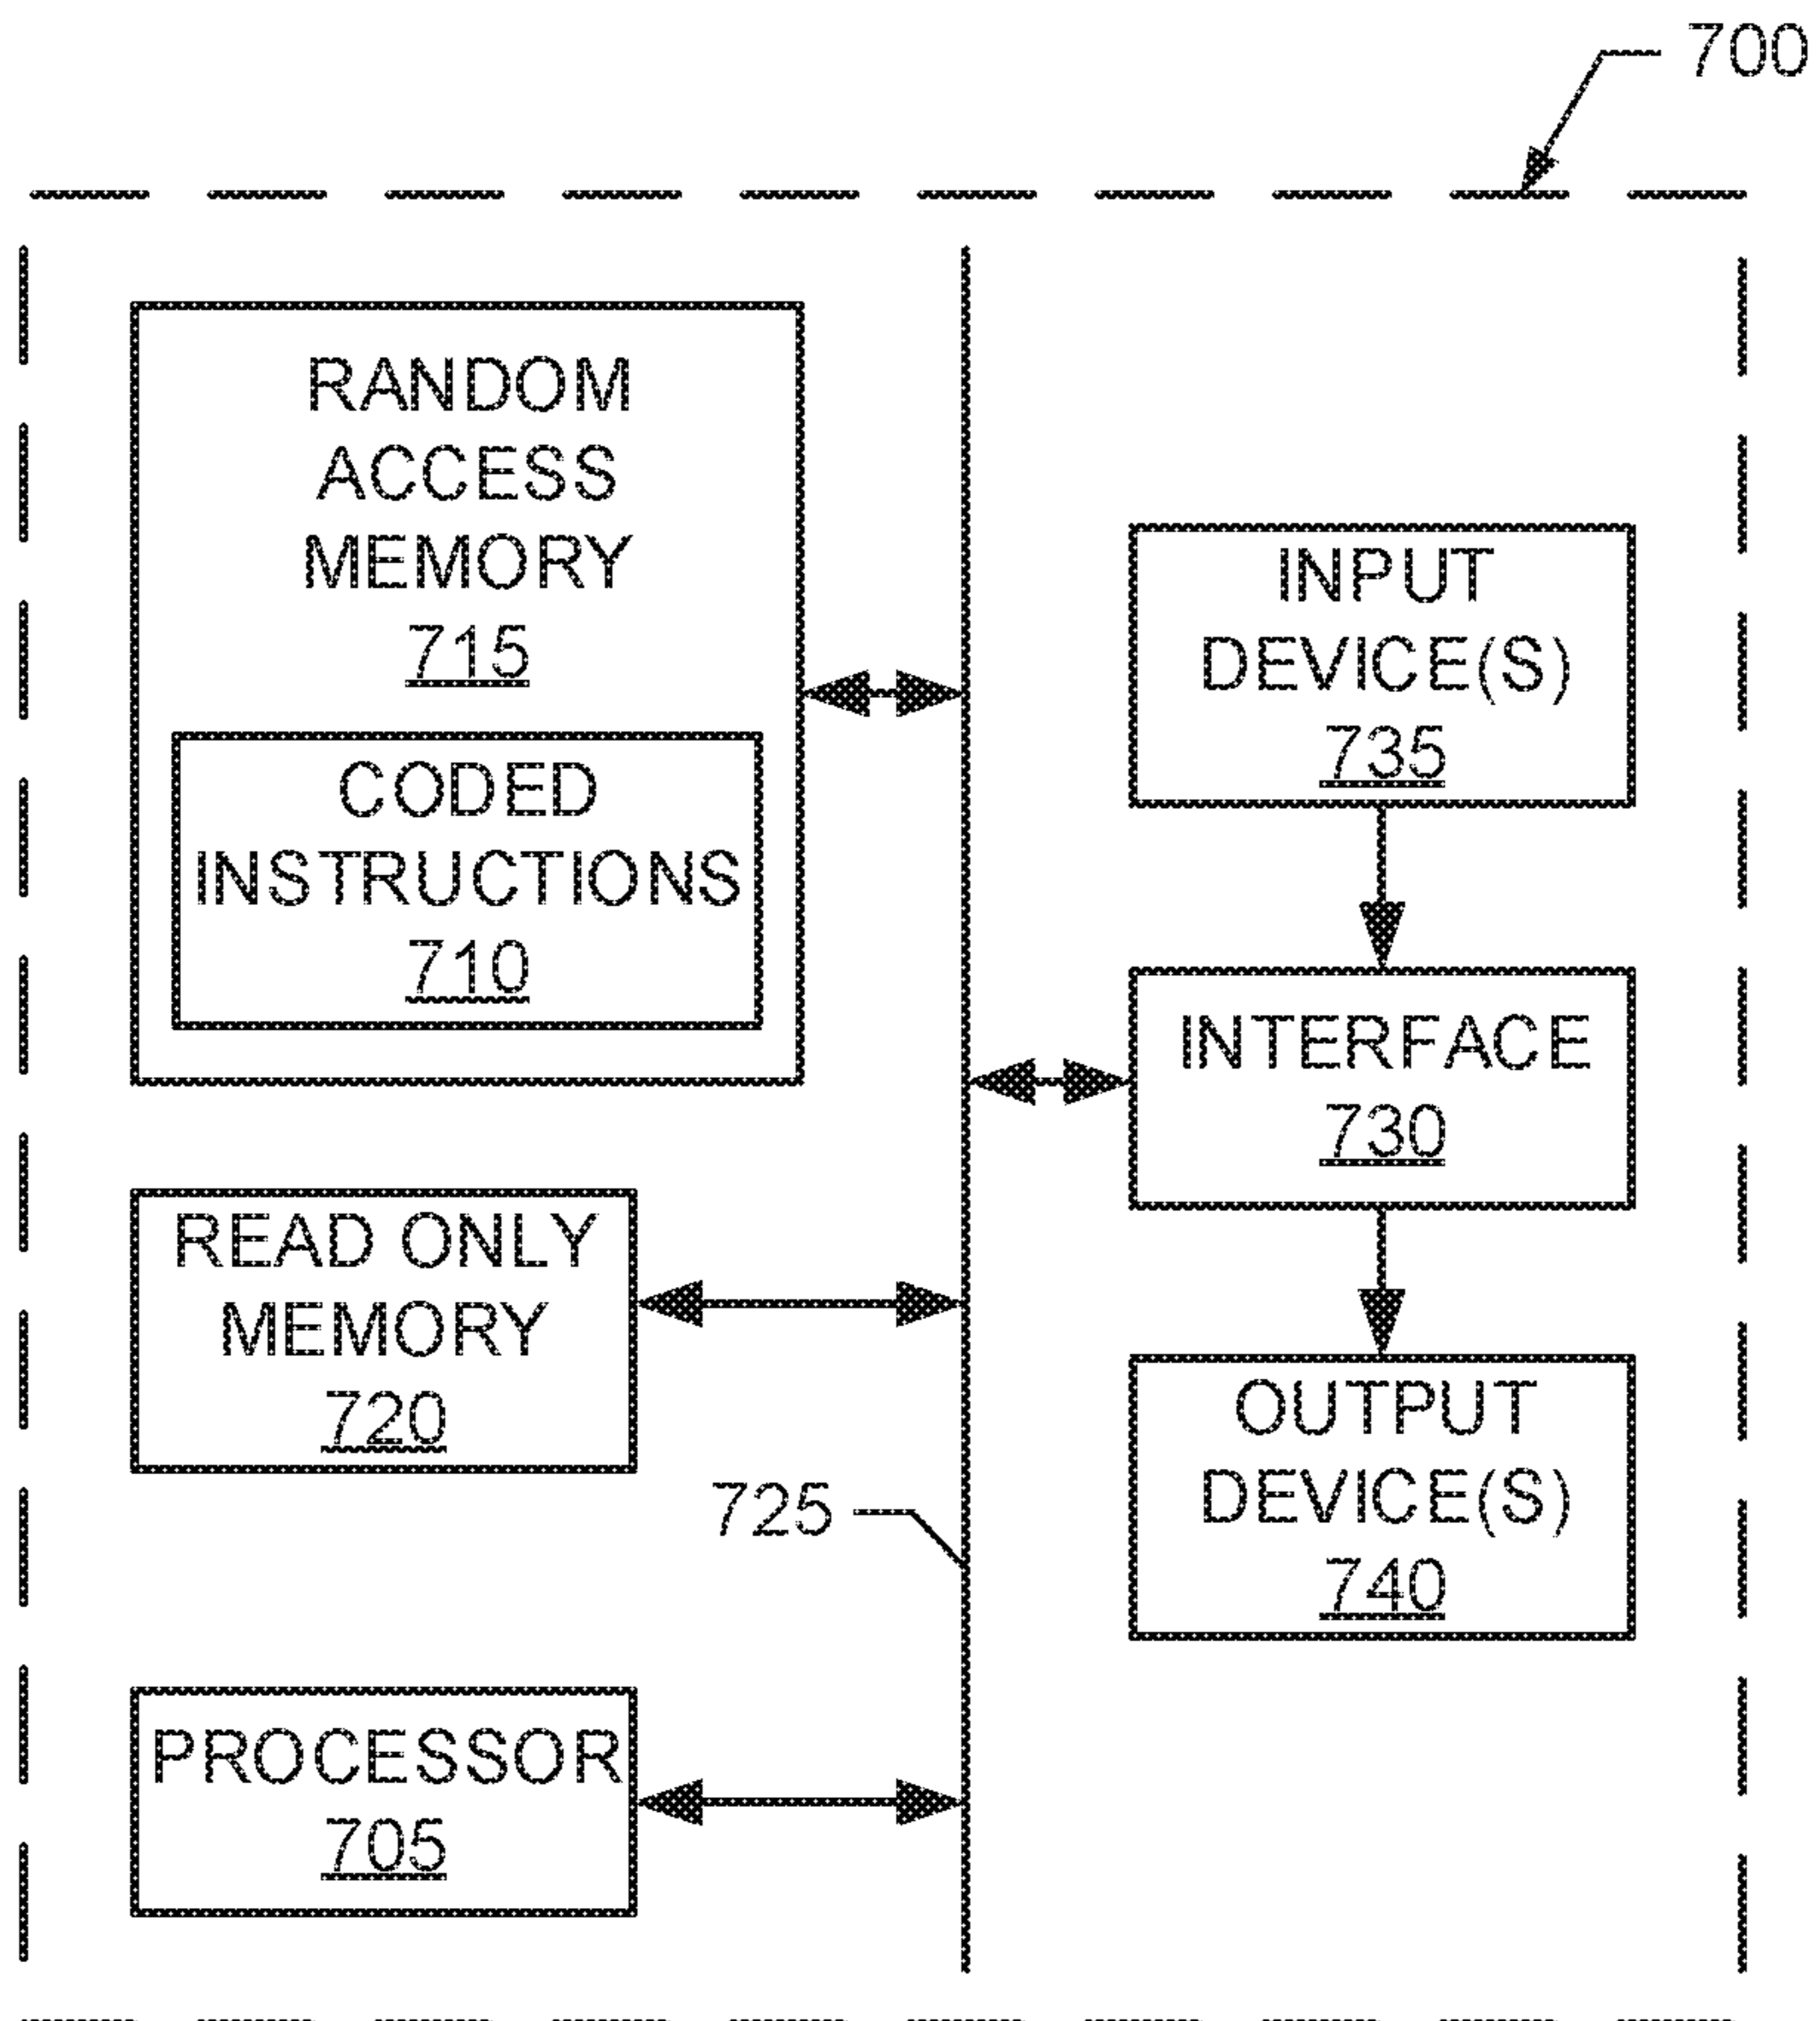 700
RANDOM
ACCESS
MEMORY
715
CODED
INSTRUCTIONS
710
READ ONLY
MEMORY
720
725
PROCESSOR
705
INPUT
DEVICE(S)
735
INTERFACE
730
OUTPUT
DEVICE(S)
740